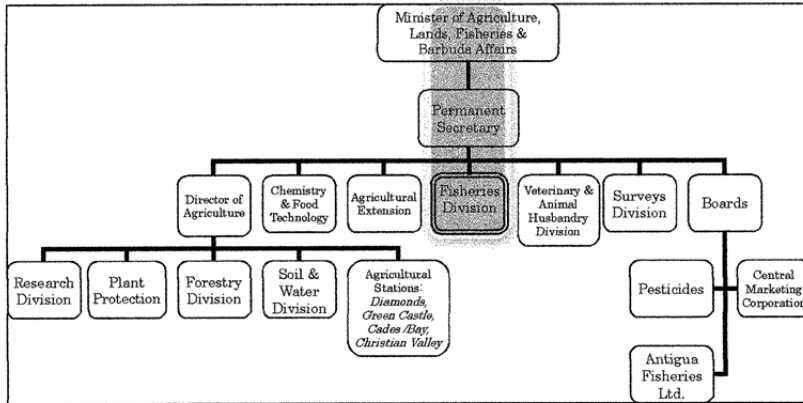 Minister of Agriculture,
Lands, Fisheries &
Barbuda Affairs
Permanent
Secretary
Director of
Agriculture
Chemistry
& Food
Technology
Agricultural
Extension
Fisheries
Division
Veterinary &
Animal
Husbandry
Division
Surveys
Division
Boards
Research
Division
Plant
Protection
Forestry
Division
Soil &
Water
Division
Agricultural
Stations:
Diamonds,
Green Castle,
Cades /Bay,
Christian Valley
Pesticides
Central
Marketing
Corporation
Antigua
Fisheries
Ltd.